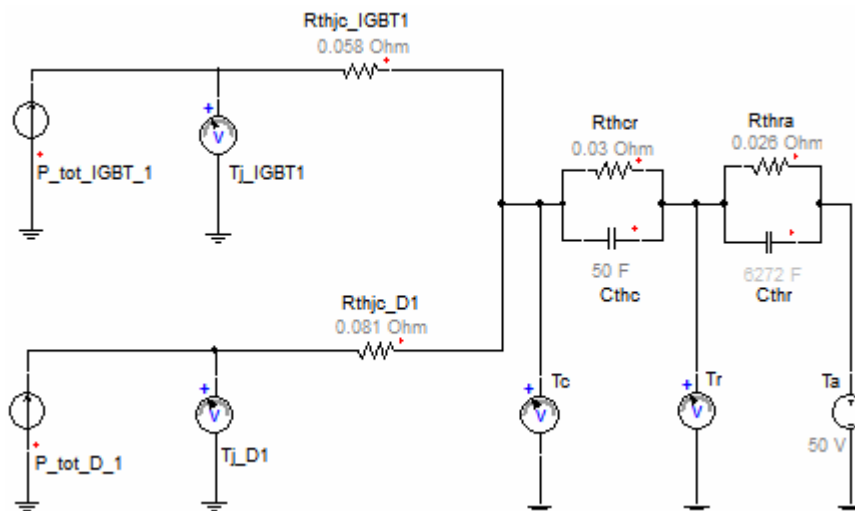 Rthjc_IGBT1
0.058 Ohm
Rthcr
0.03 Ohm
Rthra
0.026 Ohm
+
V
P_tot_IGBT_1
Tj_IGBT1
50 F
Cthc
6272 F
Cthr
Rthjc_D1
0.081 Ohm
+
V
P_tot_D_1
Tj_D1
Tc
+
V
Tr
+
V
Ta
50 V